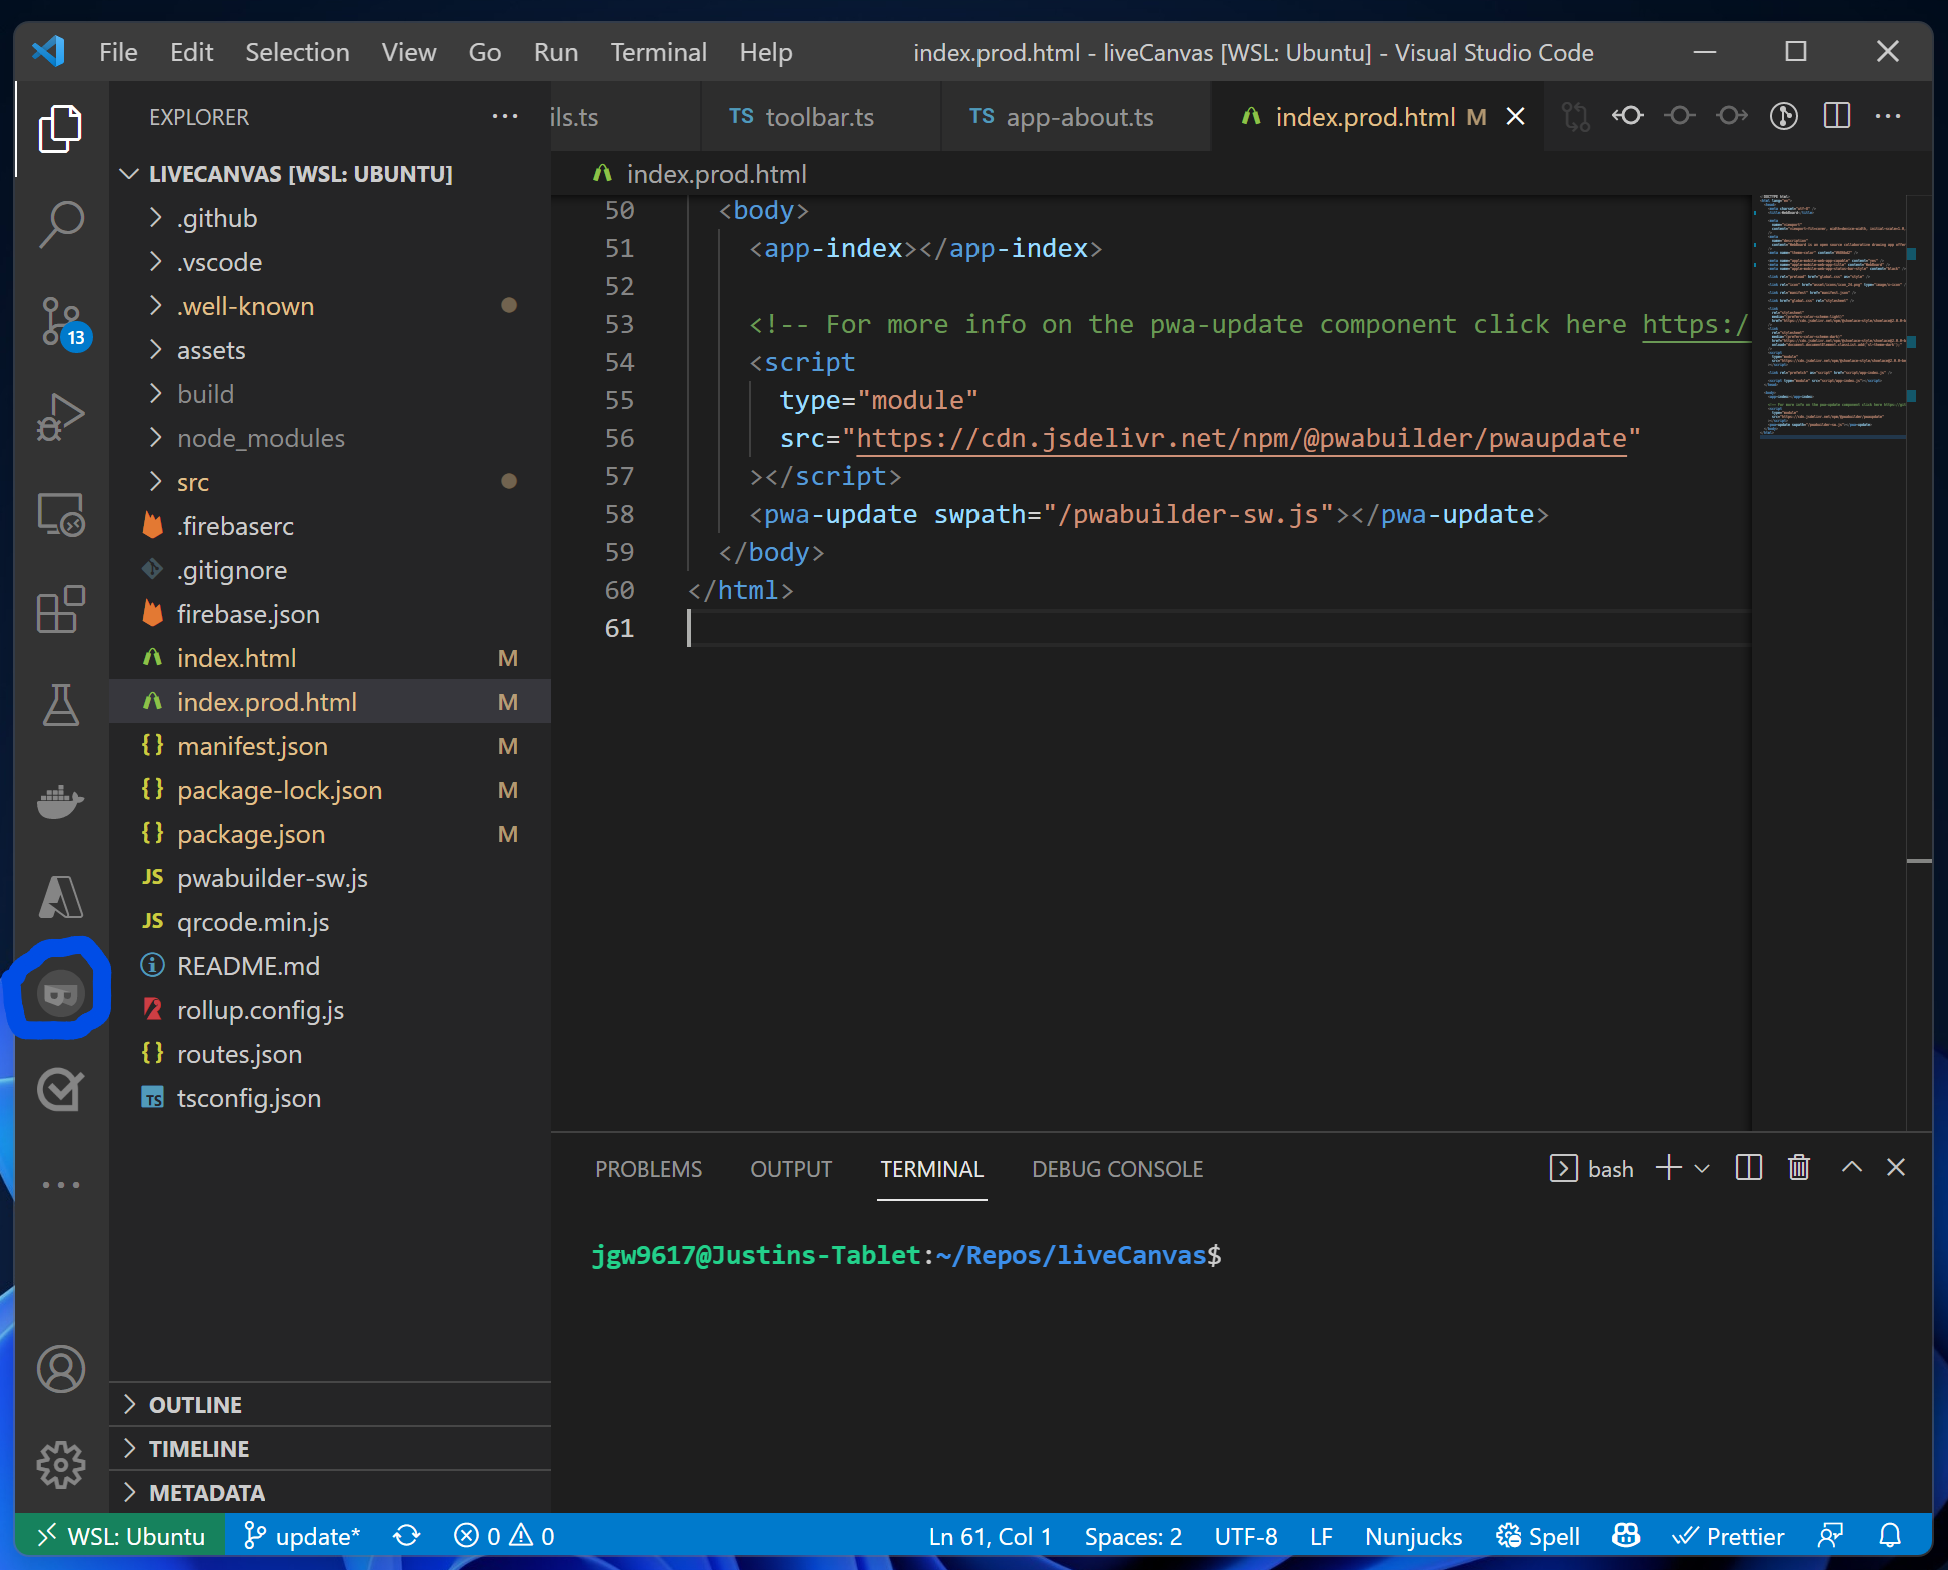 File Edit Selection View Go Run Terminal Help
index.prod.html - liveCanvas [WSL: Ubuntu] - Visual Studio Code
EXPLORER
ils.ts
TS toolbar.ts
TS app-about.ts
index.prod.html M
LIVECANVAS [WSL: UBUNTU]
.github
.vscode
.well-known
assets
build
node_modules
src
.firebaserc
.gitignore
firebase.json
index.html M
index.prod.html M
{} manifest.json M
{} package-lock.json M
{} package.json M
JS pwabuilder-sw.js
JS qrcode.min.js
README.md
rollup.config.js
{} routes.json
TS tsconfig.json
13
OUTLINE
TIMELINE
METADATA
index.prod.html
50 <body>
51 <app-index></app-index>
52
53 <!-- For more info on the pwa-update component click here https:/
54 <script
55 type="module"
56 src="https://cdn.jsdelivr.net/npm/@pwabuilder/pwaupdate"
57 ></script>
58 <pwa-update swpath="/pwabuilder-sw.js"></pwa-update>
59 </body>
60 </html>
61
PROBLEMS OUTPUT TERMINAL DEBUG CONSOLE
bash
jgw9617@Justins-Tablet:~/Repos/liveCanvas$
WSL: Ubuntu update* 0 0
Ln 61, Col 1 Spaces: 2 UTF-8 LF Nunjucks Spell Prettier